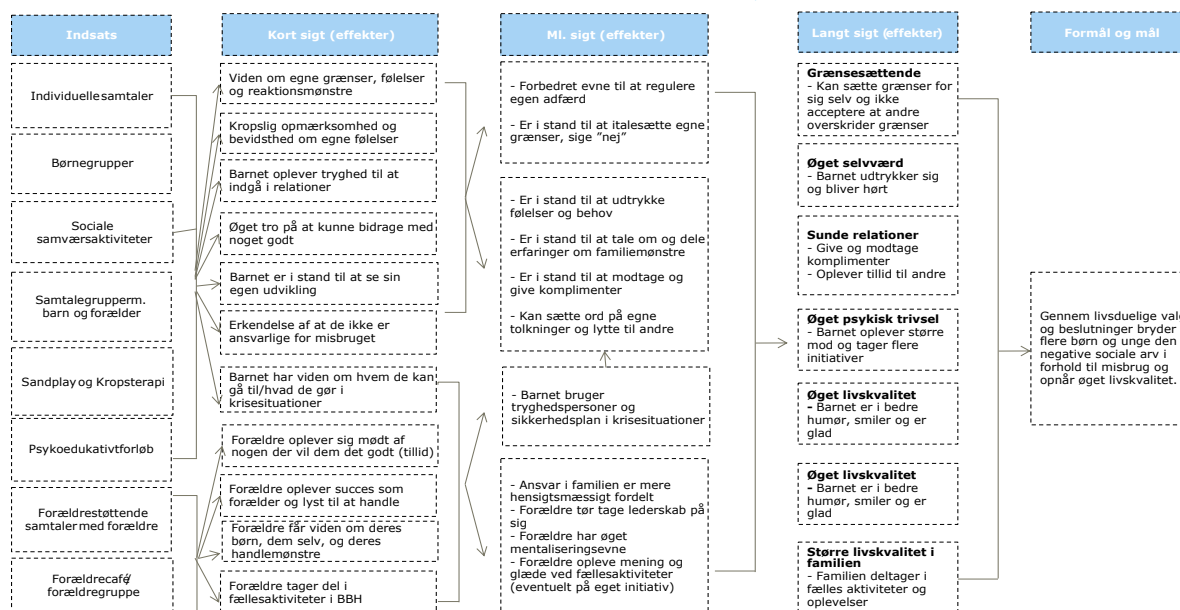 Indsats
Kort sigt (effekter)
Ml. sigt (effekter)
Langt sigt (effekter)
Formål og mål
Individuelle samtaler
Børnegrupper
Sociale
samværsaktiviteter
Samtalegrupper m.
barn og forælder
Sandplay og Kropsterapi
Psykoedukativt forløb
Forældrestøttende
samtaler med forældre
Forældrecafé/
forældregruppe
Viden om egne grænser, følelser
og reaktionsmønstre
Kropslig opmærksomhed og
bevidsthed om egne følelser
Barnet oplever tryghed til at
indgå i relationer
Øget tro på at kunne bidrage med
noget godt
Barnet er i stand til at se sin
egen udvikling
Erkendelse af at de ikke er
ansvarlige for misbruget
Barnet har viden om hvem de kan
gå til/hvad de gør i
krisesituationer
Forældre oplever sig mødt af
nogen der vil dem det godt (tillid)
Forældre oplever succes som
forælder og lyst til at handle
Forældre får viden om deres
børn, dem selv, og deres
handlemønstre
Forældre tager del i
fællesaktiviteter i BBH
- Forbedret evne til at regulere
egen adfærd
- Er i stand til at italesætte egne
grænser, sige "nej"
- Er i stand til at udtrykke
følelser og behov
- Er i stand til at tale om og dele
erfaringer om familiemønstre
- Er i stand til at modtage og
give komplimenter
- Kan sætte ord på egne
tolkninger og lytte til andre
- Barnet bruger
tryghedspersoner og
sikkerhedsplan i krisesituationer
- Ansvar i familien er mere
hensigtsmæssigt fordelt
- Forældre tør tage lederskab på
sig
- Forældre har øget
mentaliseringsevne
- Forældre opleve mening og
glæde ved fællesaktiviteter
(eventuelt på eget initiativ)
Grænsesættende
- Kan sætte grænser for
sig selv og ikke
acceptere at andre
overskrider grænser
Øget selvværd
- Barnet udtrykker sig
og bliver hørt
Sunde relationer
- Give og modtage
komplimenter
- Oplever tillid til andre
Øget psykisk trivsel
- Barnet oplever større
mod og tager flere
initiativer
Øget livskvalitet
- Barnet er i bedre
humør, smiler og er
glad
Øget livskvalitet
- Barnet er i bedre
humør, smiler og er
glad
Større livskvalitet i
familien
- Familien deltager i
fælles aktiviteter og
oplevelser
Gennem livsduelige valg
og beslutninger bryder
flere børn og unge den
negative sociale arv i
forhold til misbrug og
opnår øget livskvalitet.